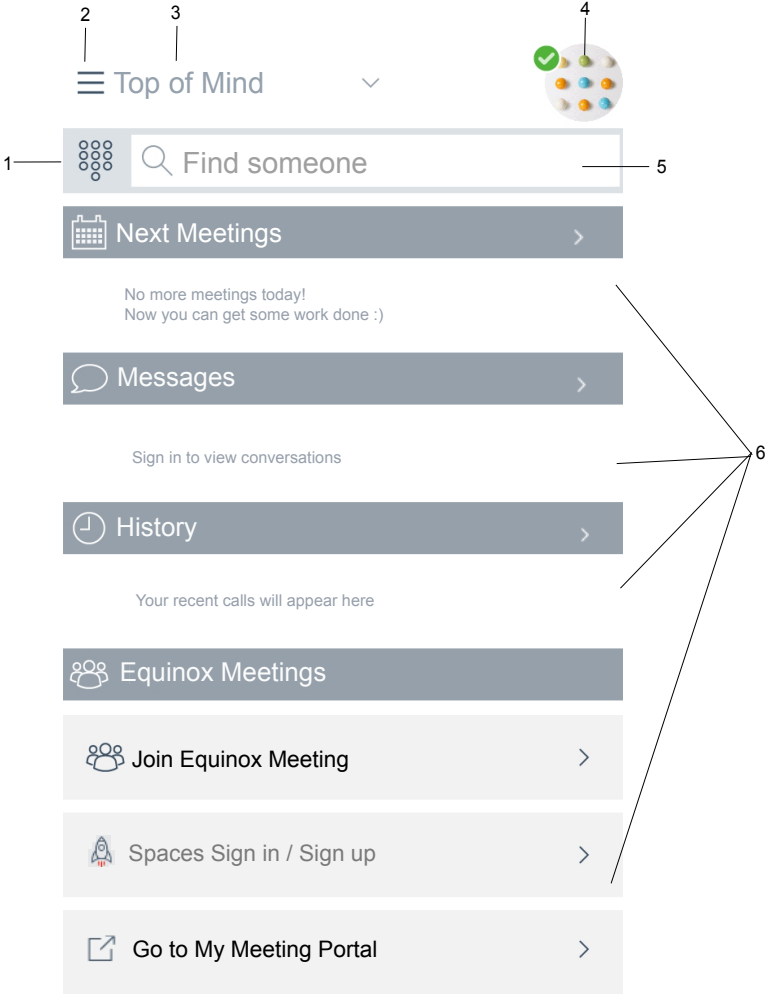 2
3
4
Top of Mind
1
Find someone
5
Next Meetings
No more meetings today!
Now you can get some work done :)
Messages
6
Sign in to view conversations
History
Your recent calls will appear here
Equinox Meetings
Join Equinox Meeting
Spaces Sign in / Sign up
Go to My Meeting Portal